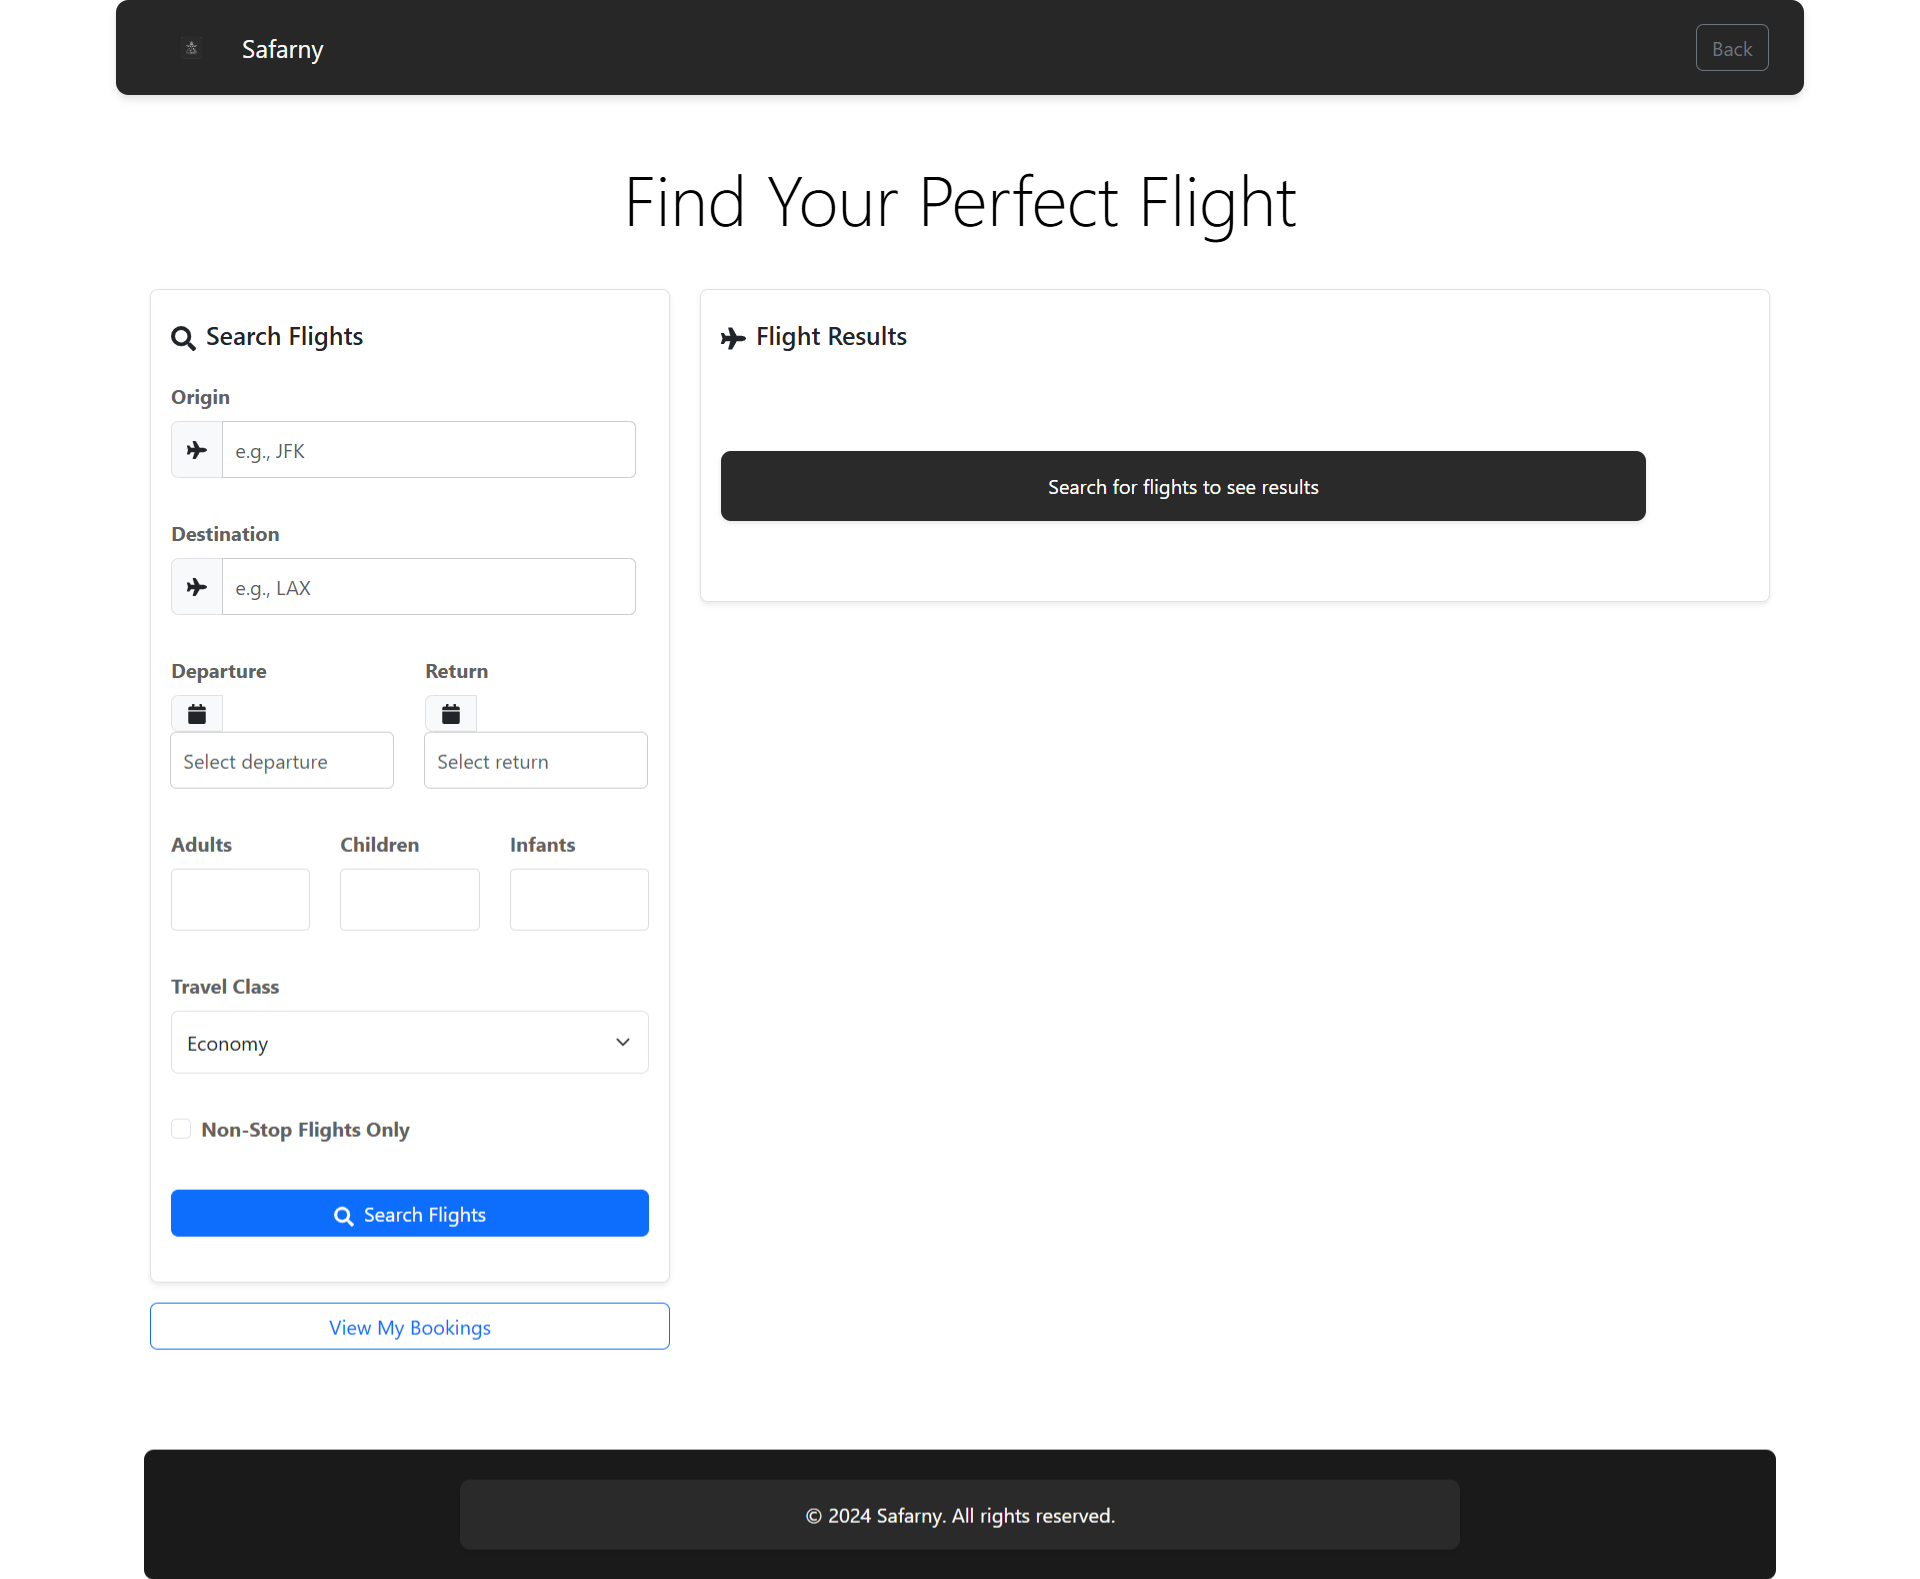 Safarny
Back
Find Your Perfect Flight
Search Flights
Origin
e.g., JFK
Destination
e.g., LAX
Departure
Return
Select departure
Select return
Adults
Children
Infants
Travel Class
Economy
Non-Stop Flights Only
Search Flights
View My Bookings
Flight Results
Search for flights to see results
© 2024 Safarny. All rights reserved.